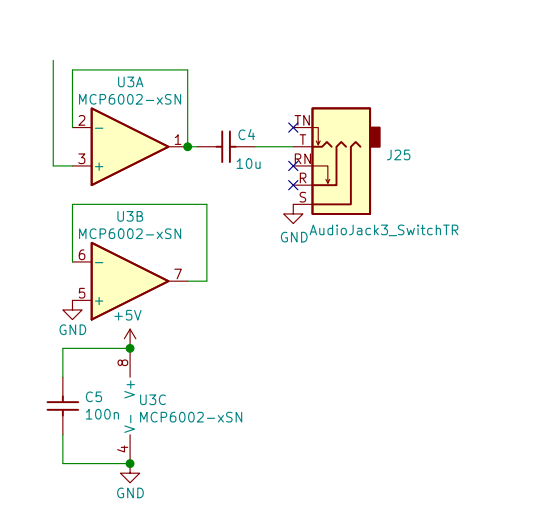 U3A
MCP6002-xSN
2
−
3
+
1
C4
10u
TN
T
RN
R
S
J25
GND
AudioJack3_SwitchTR
U3B
MCP6002-xSN
6
−
5
+
7
GND
+5V
8
V+
C5
100n
U3C
MCP6002-xSN
V−
4
GND